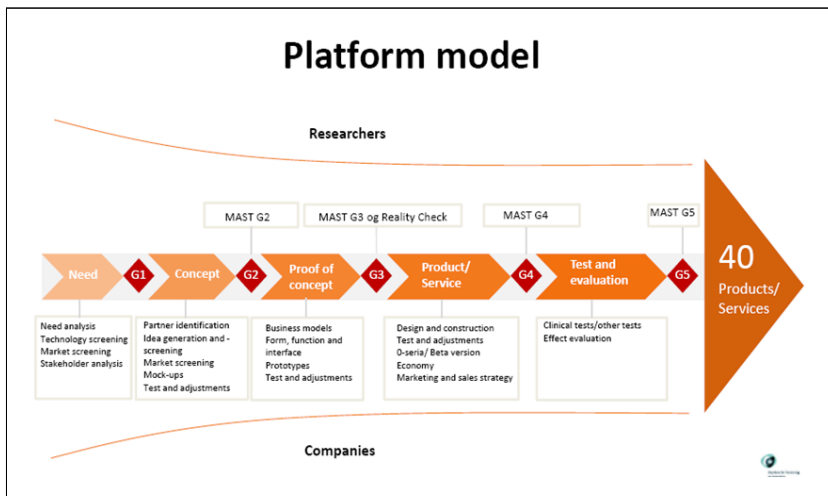 Platform model
Researchers
MAST G2
MAST G3 og Reality Check
MAST G4
MAST G5
Need
G1
Concept
G2
Proof of
concept
G3
Product/
Service
G4
Test and
evaluation
G5
40
Products/
Services
Need analysis
Technology screening
Market screening
Stakeholder analysis
Partner identification
Idea generation and -
screening
Market screening
Mock-ups
Test and adjustments
Business models
Form, function and
interface
Prototypes
Test and adjustments
Design and construction
Test and adjustments
0-seria/ Beta version
Economy
Marketing and sales strategy
Clinical tests/other tests
Effect evaluation
Companies